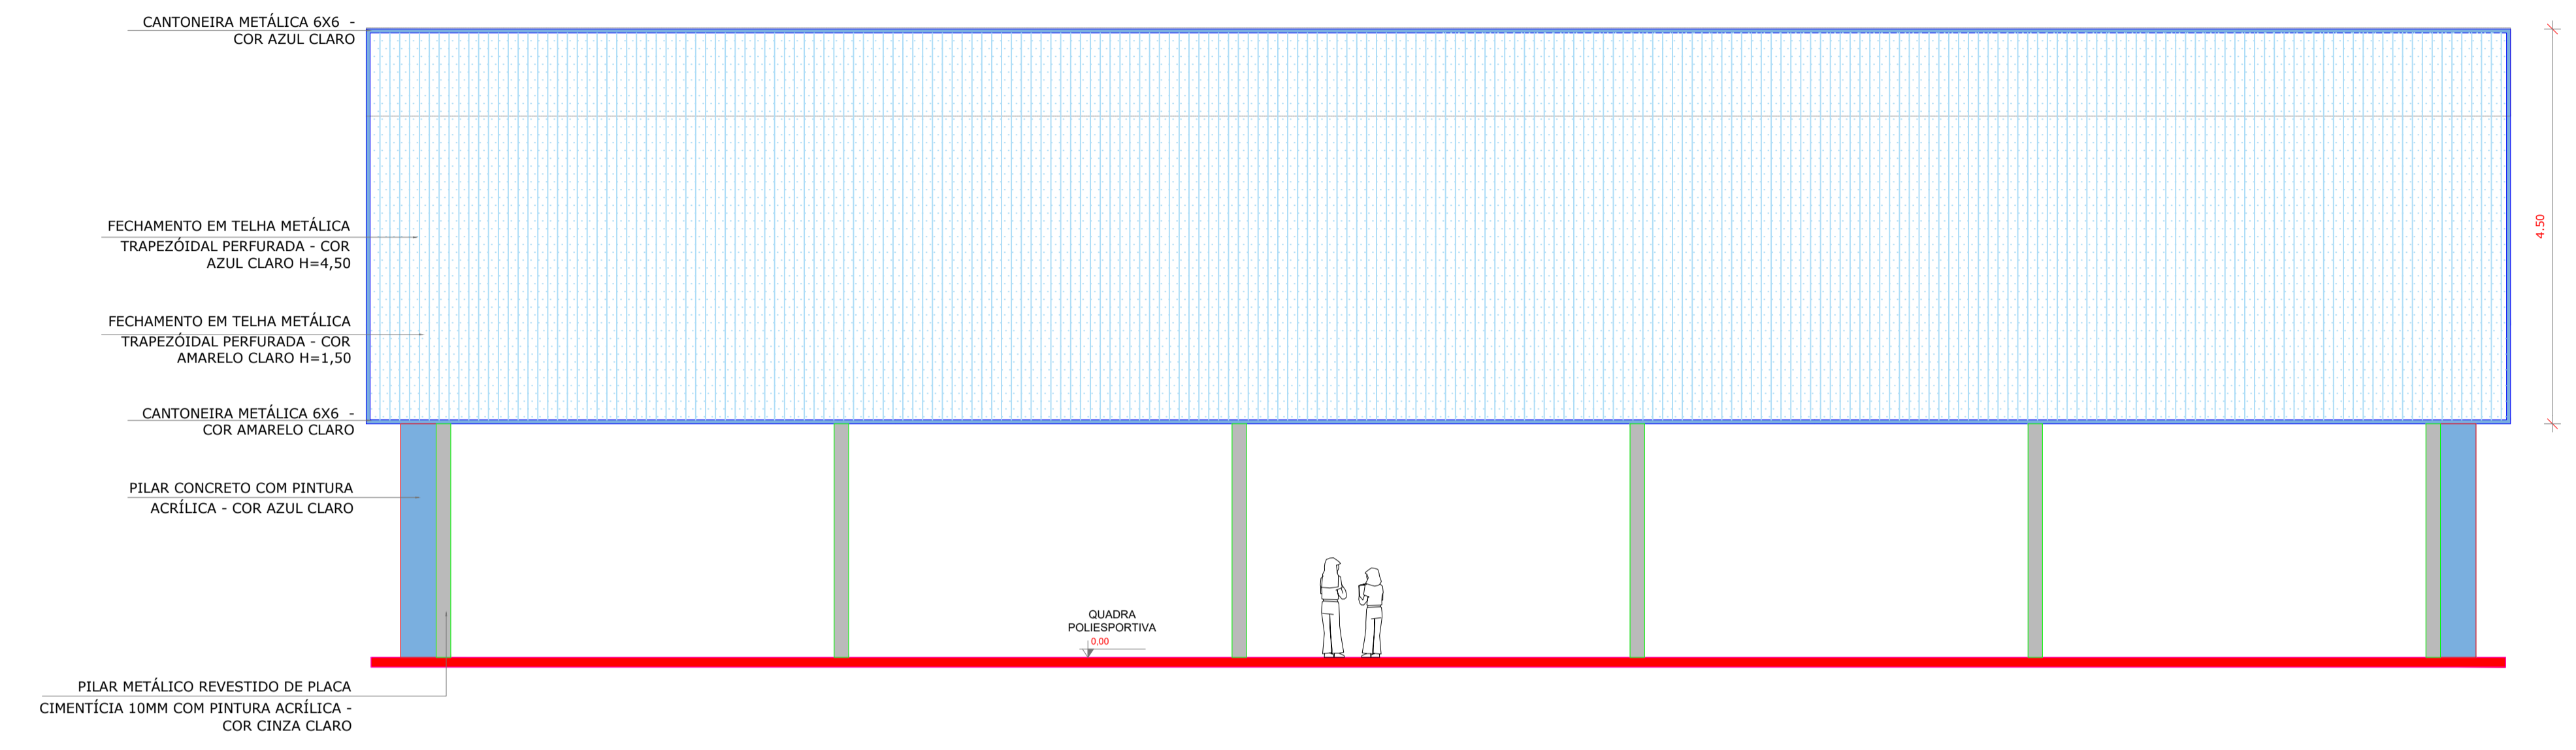 CANTONEIRA METÁLICA 6X6 -
COR AZUL CLARO
FECHAMENTO EM TELHA METÁLICA
TRAPEZÓIDAL PERFURADA - COR
AZUL CLARO H=4,50
4.50
FECHAMENTO EM TELHA METÁLICA
TRAPEZÓIDAL PERFURADA - COR
AMARELO CLARO H=1,50
CANTONEIRA METÁLICA 6X6 -
COR AMARELO CLARO
PILAR CONCRETO COM PINTURA
ACRÍLICA - COR AZUL CLARO
QUADRA
POLIESPORTIVA
0,00
PILAR METÁLICO REVESTIDO DE PLACA
CIMENTÍCIA 10MM COM PINTURA ACRÍLICA -
COR CINZA CLARO